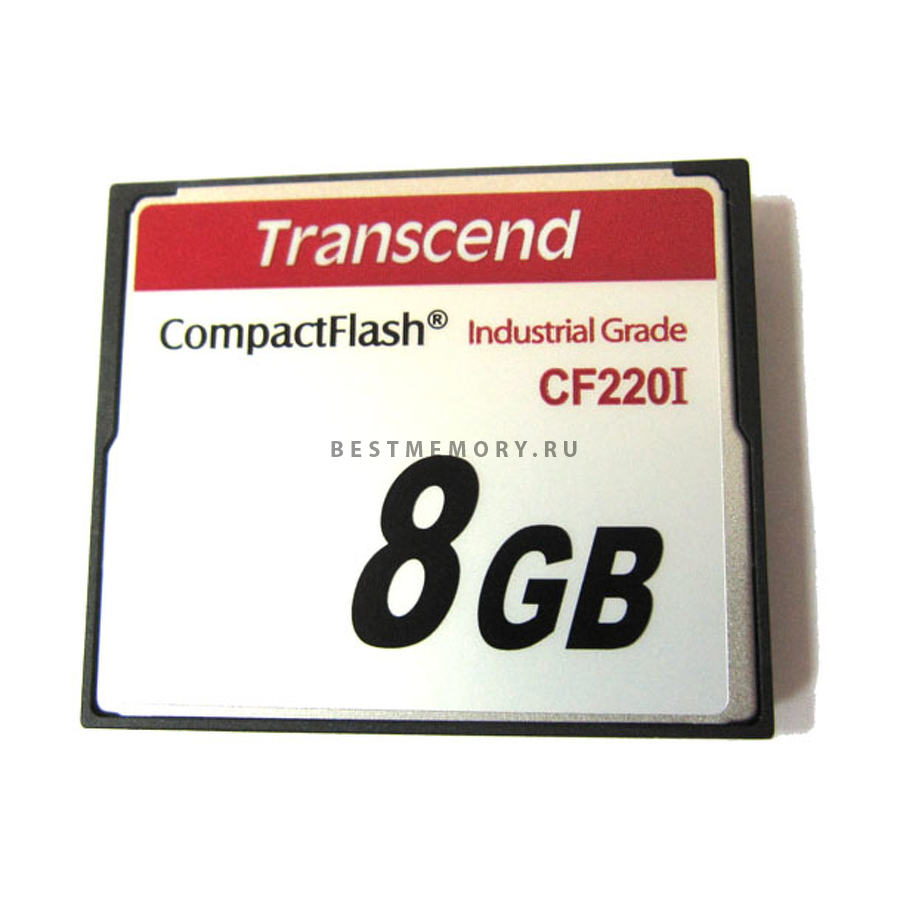 Transcend
CompactFlash® Industrial Grade
CF220I
BESTMEMORY.RU
8GB